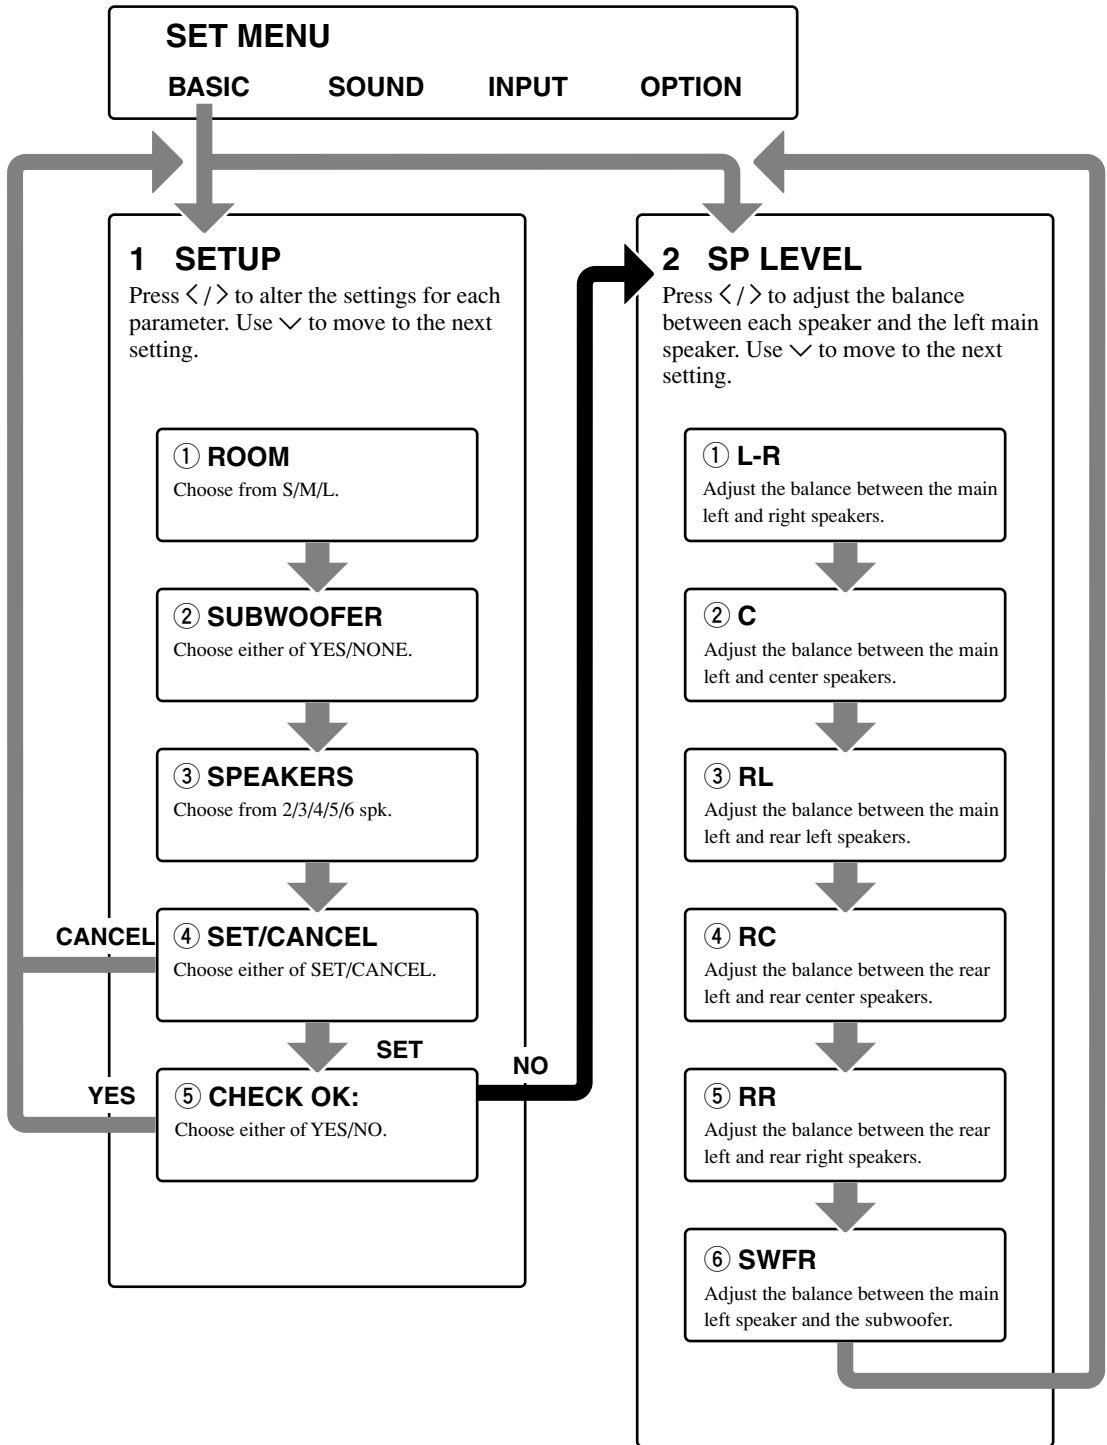 SET MENU
BASIC SOUND INPUT OPTION
1 SETUP
Press < / > to alter the settings for each
parameter. Use ∨ to move to the next
setting.
① ROOM
Choose from S/M/L.
② SUBWOOFER
Choose either of YES/NONE.
③ SPEAKERS
Choose from 2/3/4/5/6 spk.
CANCEL
④ SET/CANCEL
Choose either of SET/CANCEL.
SET
NO
YES
⑤ CHECK OK:
Choose either of YES/NO.
2 SP LEVEL
Press < / > to adjust the balance
between each speaker and the left main
speaker. Use ∨ to move to the next
setting.
① L-R
Adjust the balance between the main
left and right speakers.
② C
Adjust the balance between the main
left and center speakers.
③ RL
Adjust the balance between the main
left and rear left speakers.
④ RC
Adjust the balance between the rear
left and rear center speakers.
⑤ RR
Adjust the balance between the rear
left and rear right speakers.
⑥ SWFR
Adjust the balance between the main
left speaker and the subwoofer.